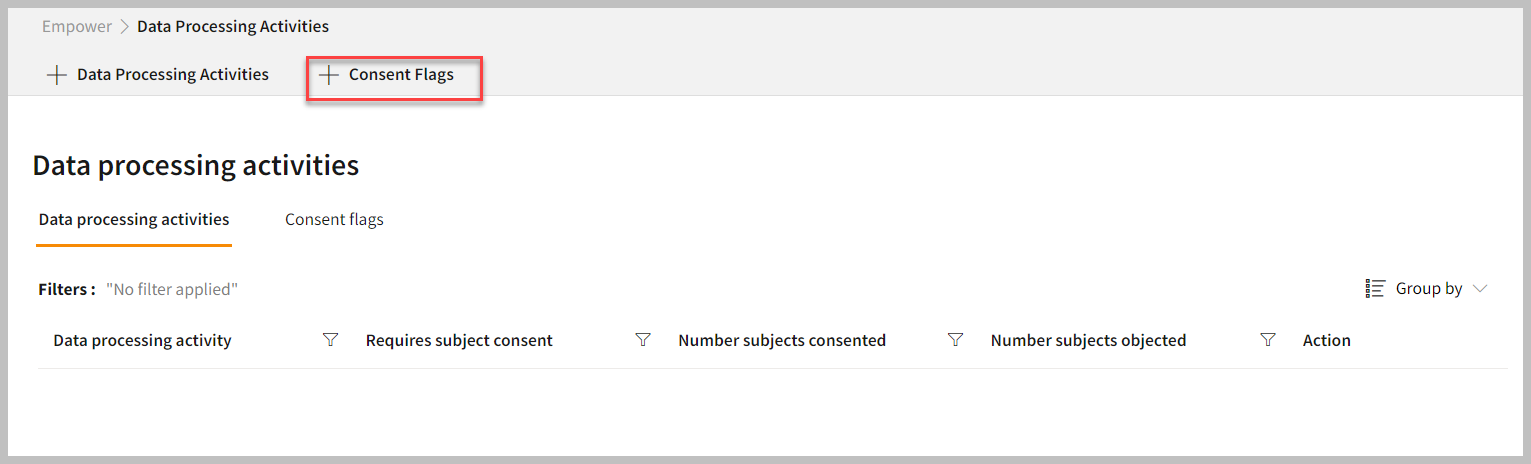 Empower > Data Processing Activities
+ Data Processing Activities + Consent Flags
Data processing activities
Data processing activities Consent flags
Filters : "No filter applied" Group by
Data processing activity Requires subject consent Number subjects consented Number subjects objected Action